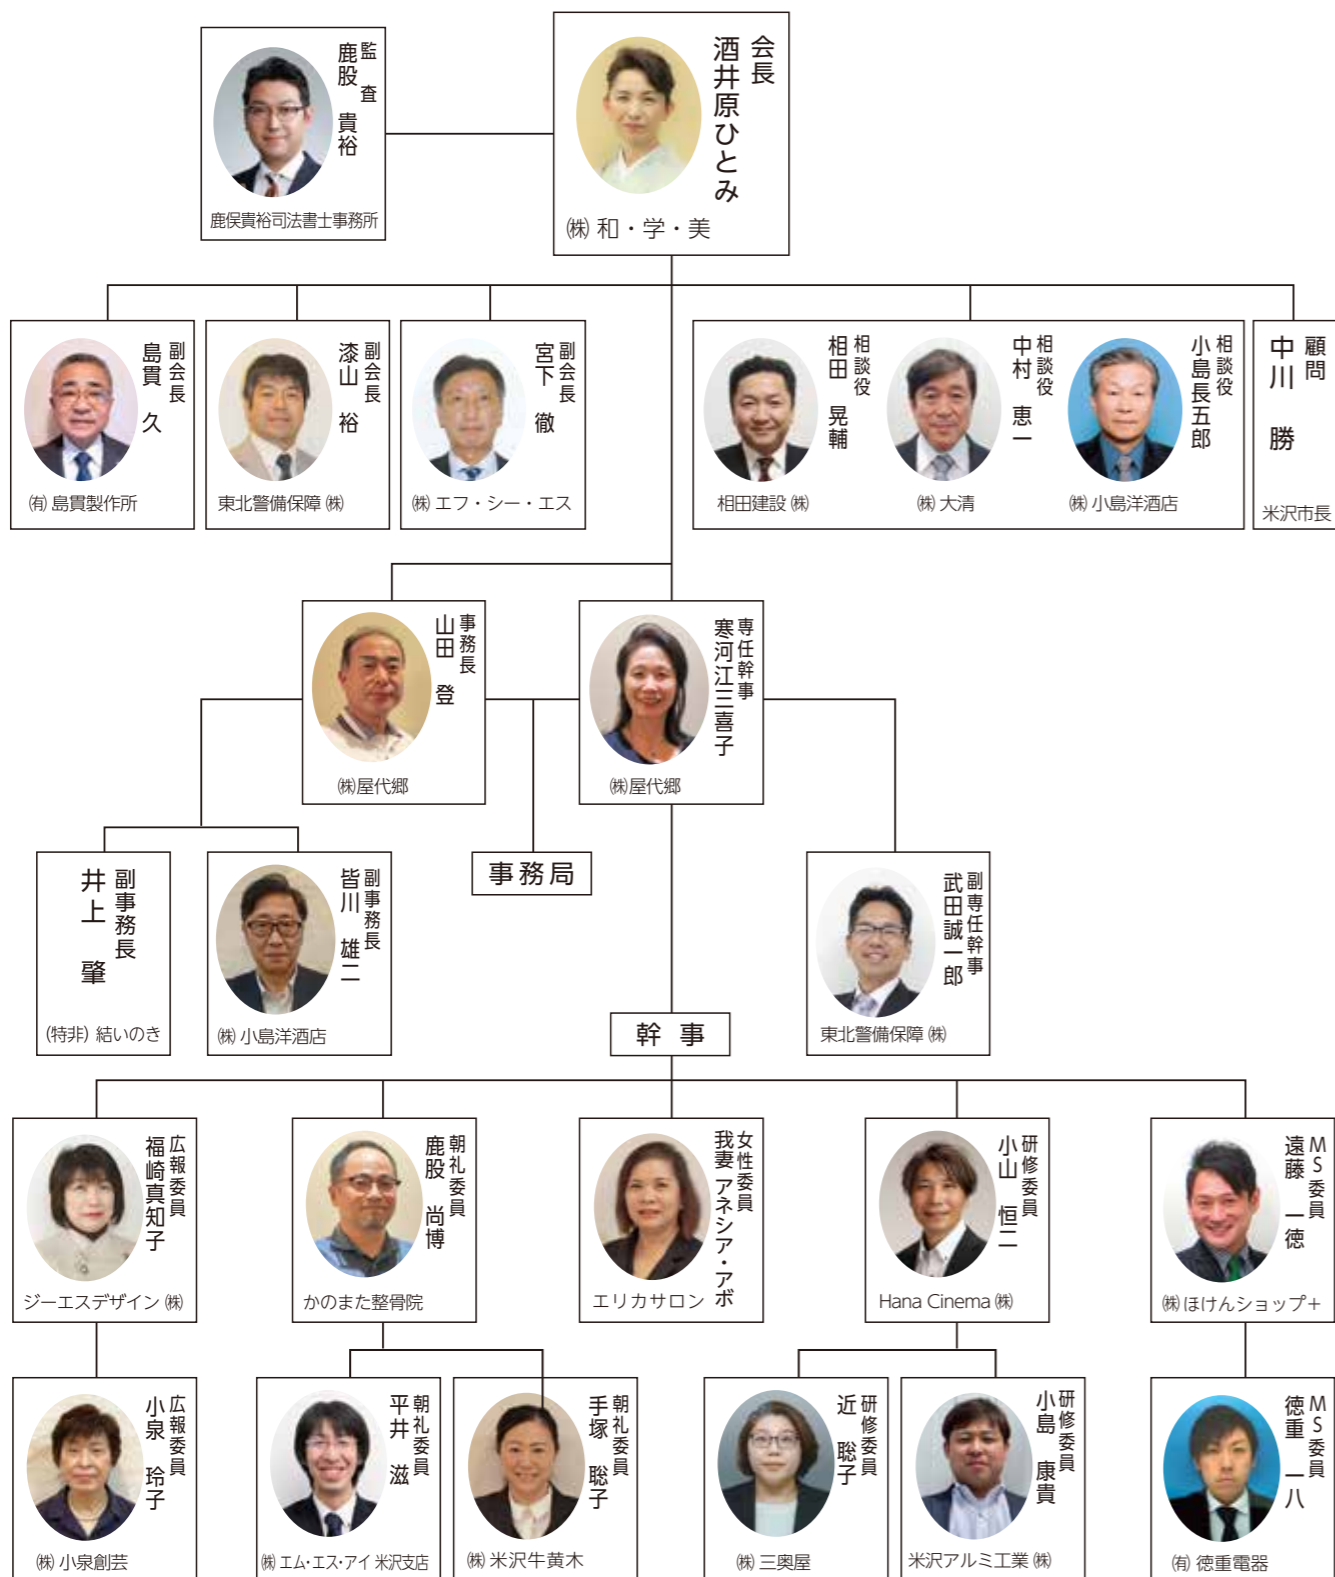 監査
鹿股 貴裕
鹿俣貴裕司法書士事務所
会長
酒井原ひとみ
㈱ 和・学・美
副会長
島貫 久
㈲ 島貫製作所
副会長
漆山 裕
東北警備保障 ㈱
副会長
宮下 徹
㈱ エフ・シー・エス
相談役
相田 晃輔
相田建設 ㈱
相談役
中村 恵一
㈱ 大清
相談役
小島長五郎
㈱ 小島洋酒店
顧問
中川 勝
米沢市長
事務長
山田 登
㈱屋代郷
専任幹事
寒河江三喜子
㈱屋代郷
副事務長
井上 肇
(特非) 結いのき
副事務長
皆川 雄二
㈱ 小島洋酒店
事務局
副専任幹事
武田誠一郎
東北警備保障 ㈱
幹 事
広報委員
福崎真知子
ジーエスデザイン ㈱
朝礼委員
鹿股 尚博
かのまた整骨院
女性委員
我妻 アネシア・アボ
エリカサロン
研修委員
小山 恒二
Hana Cinema ㈱
MS委員
遠藤 一徳
㈱ ほけんショップ+
広報委員
小泉 玲子
㈱ 小泉創芸
朝礼委員
平井 滋
㈱ エム・エス・アイ 米沢支店
朝礼委員
手塚 聡子
㈱ 米沢牛黄木
研修委員
近 聡子
㈱ 三奥屋
研修委員
小島 康貴
米沢アルミ工業 ㈱
MS委員
徳重 一八
㈲ 徳重電器